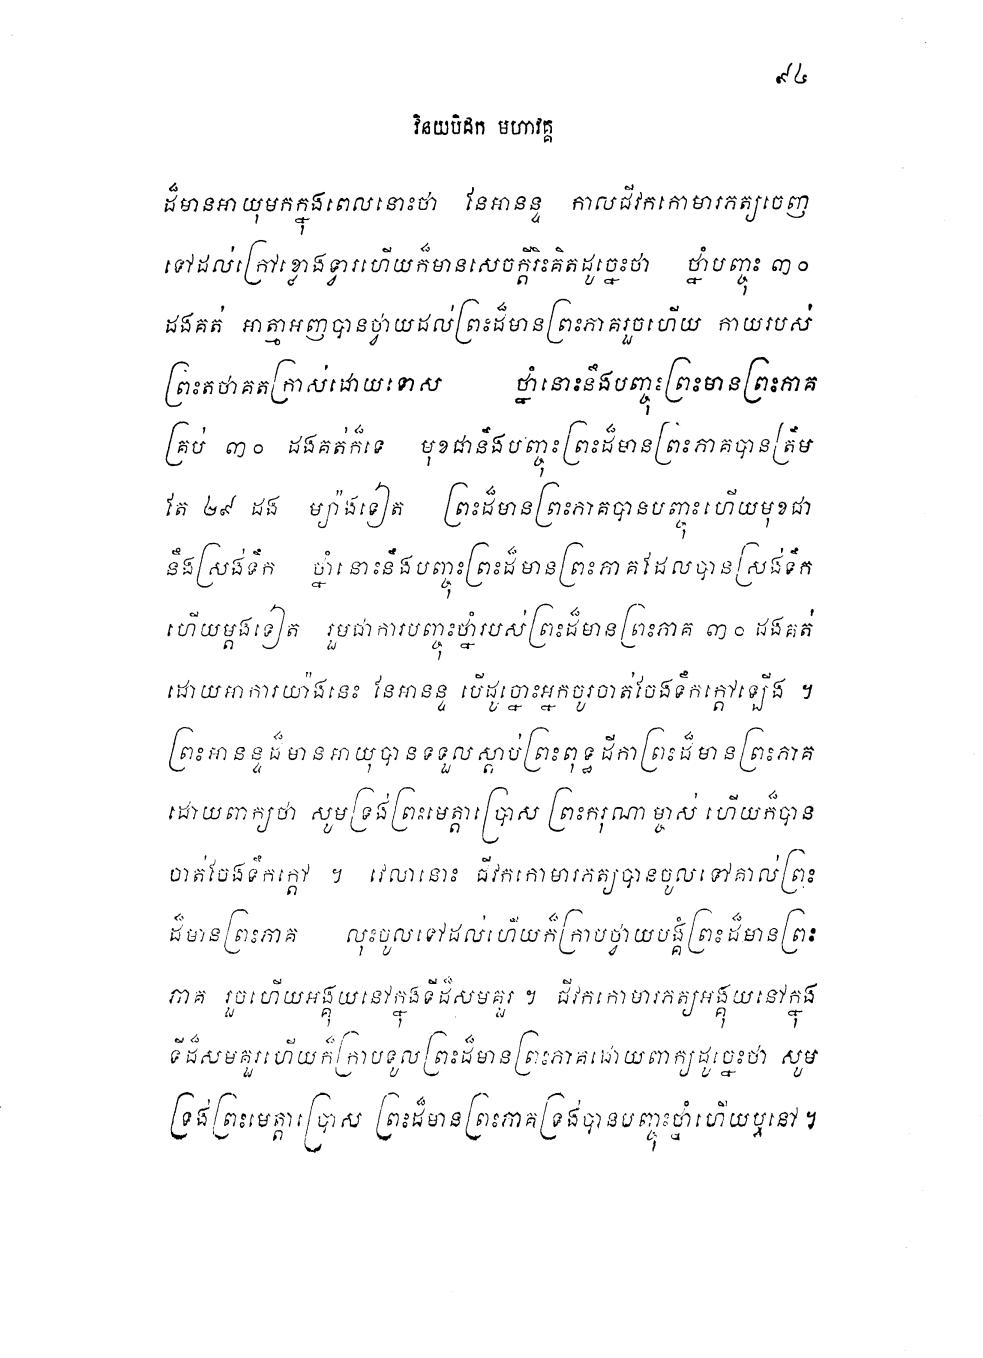 ៩៤
វិនយបិដក មហាវគ្គ
ដ៏មានអាយុមកក្នុងពេលនោះថា នែអានន្ទ កាលជីវកកោមារភត្យចេញ
ទៅដល់ក្រៅខ្លោងទ្វារហើយក៏មានសេចក្តីរិះគិតដូច្នេះថា ថ្នាំបញ្ចុះ ៣០
ដងគត់ អាត្មាអញបានថ្វាយដល់ព្រះដ៏មានព្រះភាគរួចហើយ កាយរបស់
ព្រះតថាគតក្រាស់ដោយទោស ថ្នាំនោះនឹងបញ្ចុះព្រះមានព្រះភាគ
គ្រប់ ៣០ ដងគត់ក៏ទេ មុខជានឹងបញ្ចុះព្រះដ៏មានព្រះភាគបានត្រឹម
តែ ២៩ ដង ម្យ៉ាងទៀត ព្រះដ៏មានព្រះភាគបានបញ្ចុះហើយមុខជា
នឹងស្រង់ទឹក ថ្នាំនោះនឹងបញ្ចុះព្រះដ៏មានព្រះភាគដែលបានស្រង់ទឹក
ហើយម្តងទៀត រួមជាការបញ្ចុះថ្នាំរបស់ព្រះដ៏មានព្រះភាគ ៣០ ដងគត់
ដោយអាការយ៉ាងនេះ នែអានន្ទ បើដូច្នោះអ្នកចូរចាត់ចែងទឹកក្តៅឡើង ។
ព្រះអានន្ទដ៏មានអាយុបានទទួលស្តាប់ព្រះពុទ្ធដីកាព្រះដ៏មានព្រះភាគ
ដោយពាក្យថា សូមទ្រង់ព្រះមេត្តាប្រោស ព្រះករុណាម្ចាស់ ហើយក៏បាន
ចាត់ចែងទឹកក្តៅ ។ វេលានោះ ជីវកកោមារភត្យបានចូលទៅគាល់ព្រះ
ដ៏មានព្រះភាគ លុះចូលទៅដល់ហើយក៏ក្រាបថ្វាយបង្គំព្រះដ៏មានព្រះ
ភាគ រួចហើយអង្គុយនៅក្នុងទីដ៏សមគួរ ។ ជីវកកោមារភត្យអង្គុយនៅក្នុង
ទីដ៏សមគួរហើយក៏ក្រាបទូលព្រះដ៏មានព្រះភាគដោយពាក្យដូច្នេះថា សូម
ទ្រង់ព្រះមេត្តាប្រោស ព្រះដ៏មានព្រះភាគទ្រង់បានបញ្ចុះថ្នាំហើយឬនៅ ។